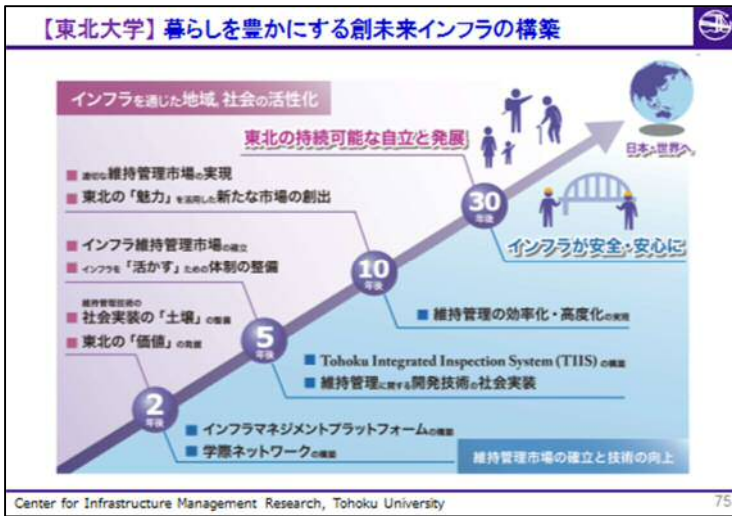 【東北大学】暮らしを豊かにする創未来インフラの構築
インフラを通じた地域,社会の活性化
東北の持続可能な自立と発展
日本・世界へ
適切な維持管理市場の実現
東北の「魅力」を活用した新たな市場の創出
30
年後
インフラが安全・安心に
インフラ維持管理市場の確立
インフラを「活かす」ための体制の整備
10
年後
維持管理の効率化・高度化の実現
維持管理技術の
社会実装の「土壌」の整備
東北の「価値」の発展
5
年後
Tohoku Integrated Inspection System (TIIS) の構築
維持管理に資する開発技術の社会実装
2
年後
インフラマネジメントプラットフォームの構築
学際ネットワークの構築
維持管理市場の確立と技術の向上
Center for Infrastructure Management Research, Tohoku University
75